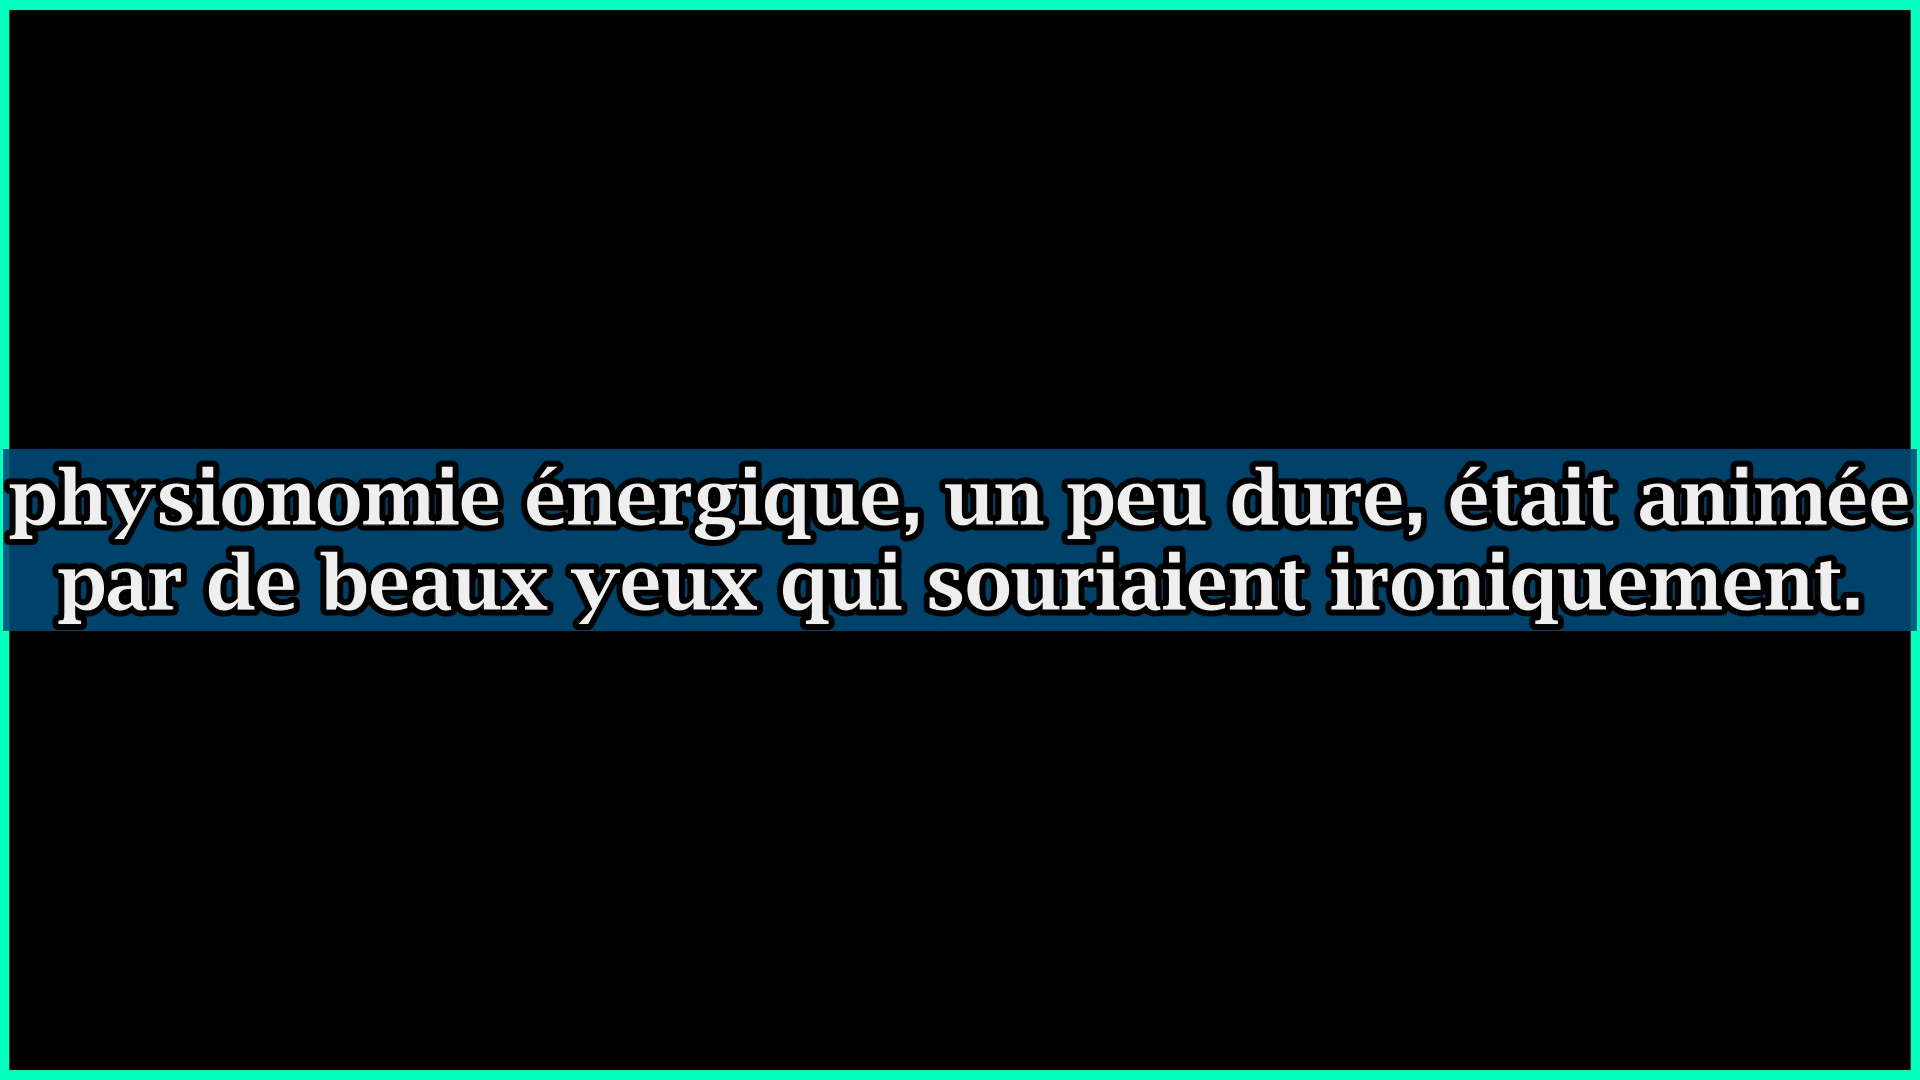 physionomie énergique, un peu dure, était animée
par de beaux yeux qui souriaient ironiquement.